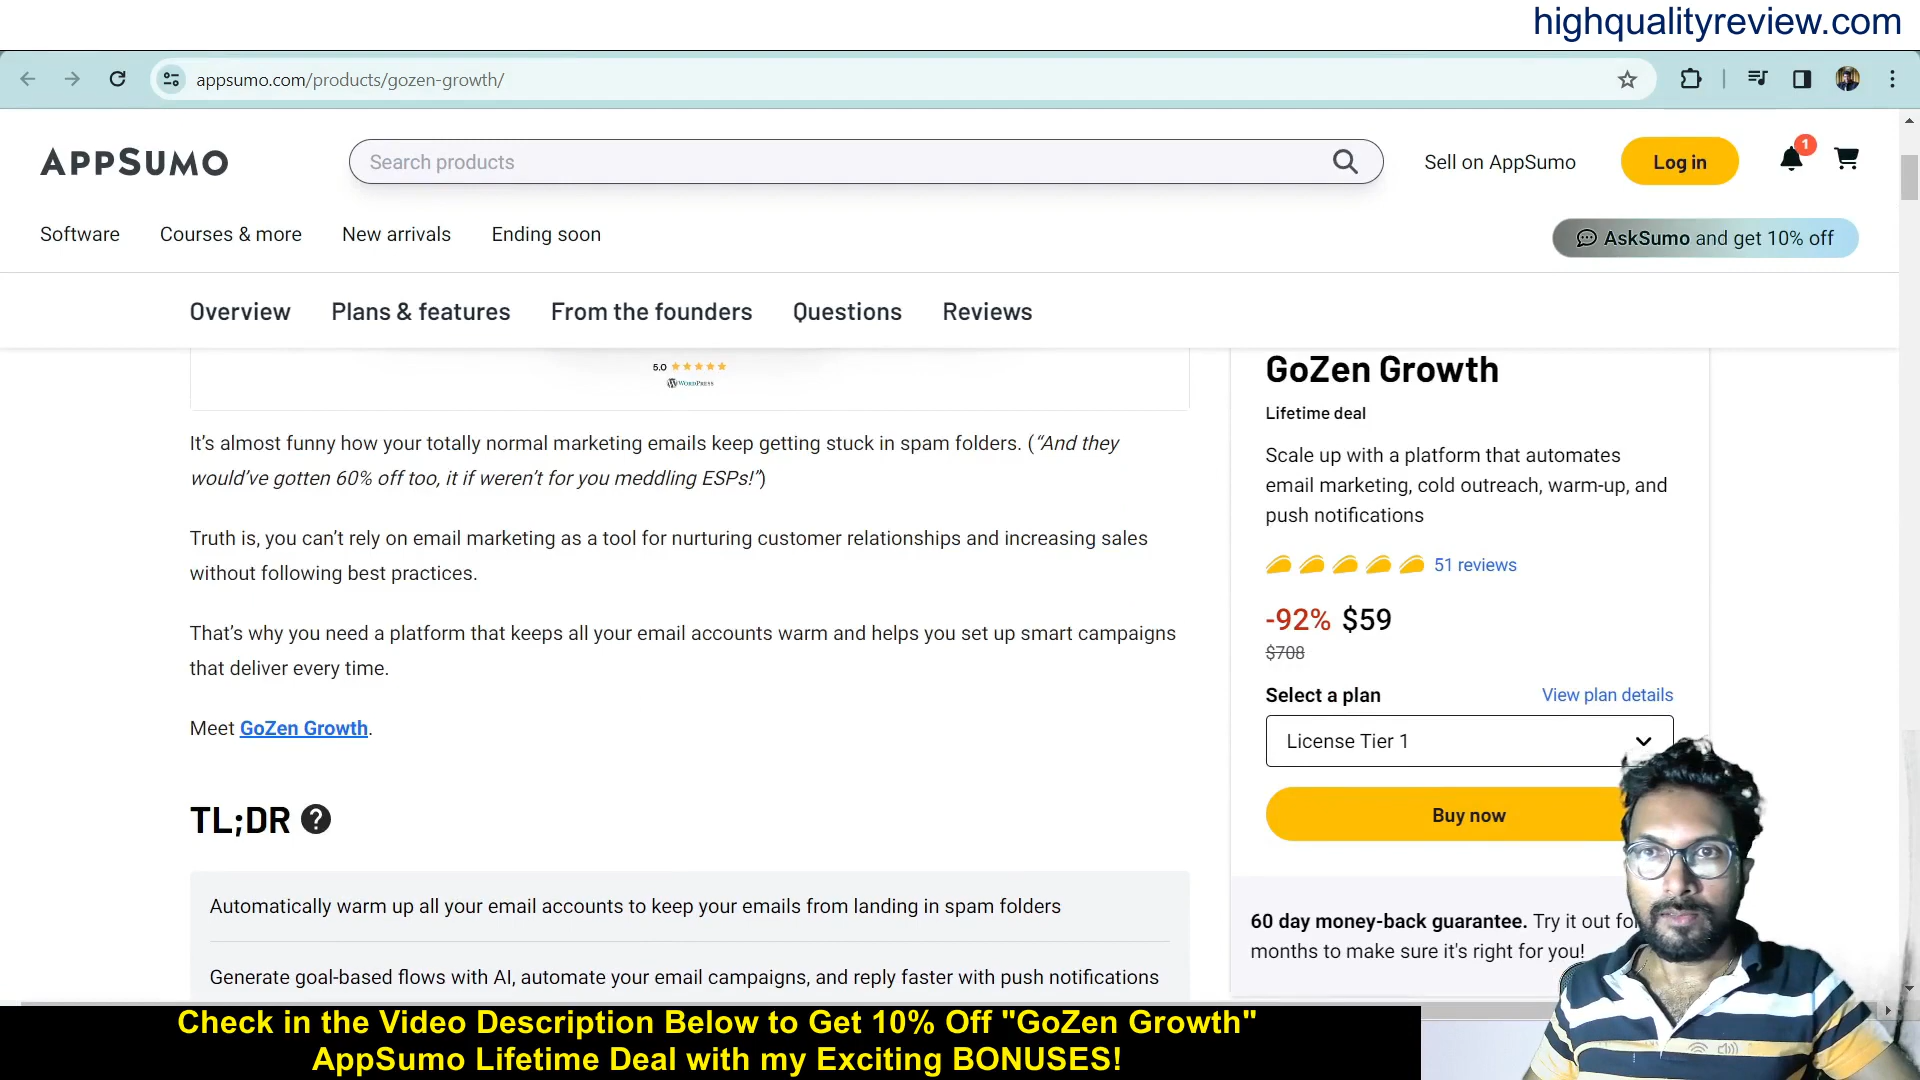 highqualityreview.com
appsumo.com/products/gozen-growth/
APPSUMO
Search products
Sell on AppSumo
Log in
1
Software
Courses & more
New arrivals
Ending soon
AskSumo and get 10% off
Overview
Plans & features
From the founders
Questions
Reviews
5.0
WORDPRESS
It’s almost funny how your totally normal marketing emails keep getting stuck in spam folders. (“And they
would’ve gotten 60% off too, it if weren’t for you meddling ESPs!”)
Truth is, you can’t rely on email marketing as a tool for nurturing customer relationships and increasing sales
without following best practices.
That’s why you need a platform that keeps all your email accounts warm and helps you set up smart campaigns
that deliver every time.
Meet GoZen Growth.
TL;DR ?
Automatically warm up all your email accounts to keep your emails from landing in spam folders
Generate goal-based flows with AI, automate your email campaigns, and reply faster with push notifications
GoZen Growth
Lifetime deal
Scale up with a platform that automates
email marketing, cold outreach, warm-up, and
push notifications
51 reviews
-92% $59
$708
Select a plan
View plan details
License Tier 1
Buy now
60 day money-back guarantee. Try it out fo
months to make sure it's right for you!
Check in the Video Description Below to Get 10% Off "GoZen Growth"
AppSumo Lifetime Deal with my Exciting BONUSES!